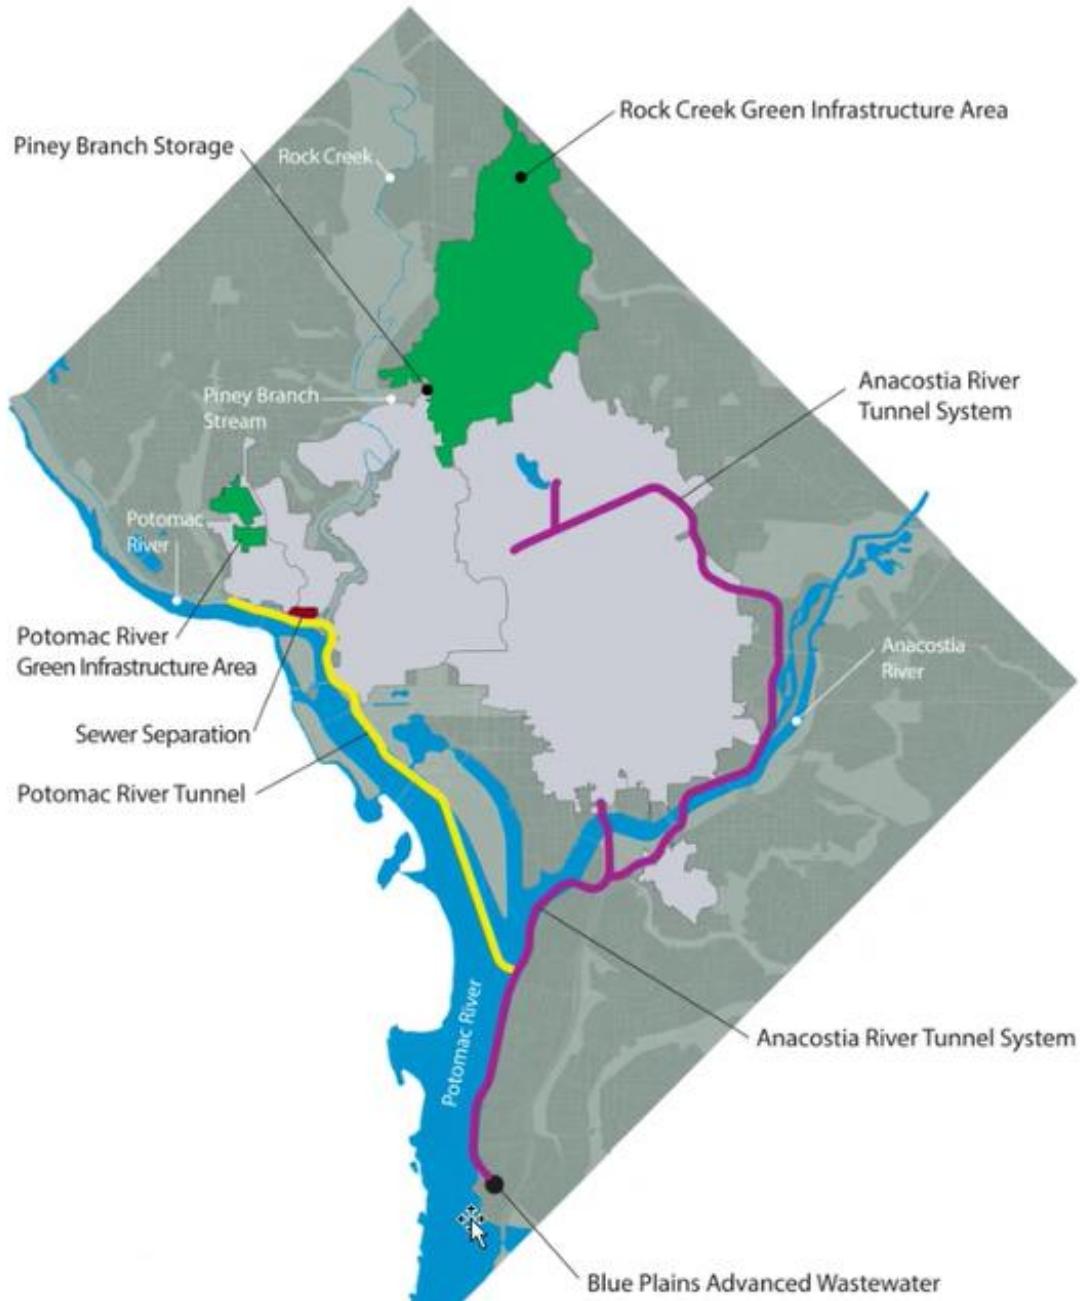 Rock Creek Green Infrastructure Area
Piney Branch Storage
Rock Creek
Anacostia River
Tunnel System
Piney Branch
Stream
Potomac
River
Potomac River
Green Infrastructure Area
Anacostia
River
Sewer Separation
Potomac River Tunnel
Potomac River
Anacostia River Tunnel System
Blue Plains Advanced Wastewater